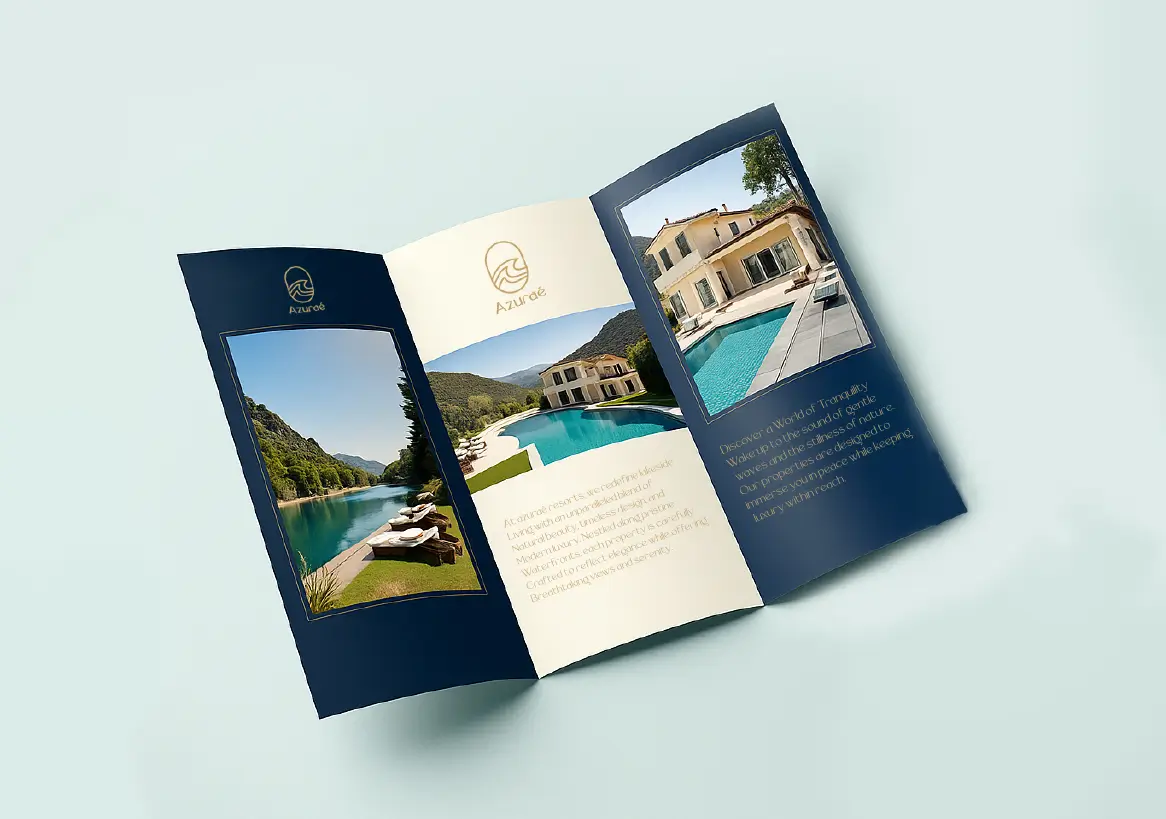 Azuraé
Azuraé
At azuraé resorts, we redefine lakeside
Living with an unparalleled blend of
Natural beauty, timeless design, and
Modern luxury. Nestled along pristine
Waterfronts, each property is carefully
Crafted to reflect elegance while offering
Breathtaking views and serenity
Discover a World of Tranquility
Wake up to the sound of gentle
waves and the stillness of nature.
Our properties are designed to
immerse you in peace while keeping
luxury within reach.